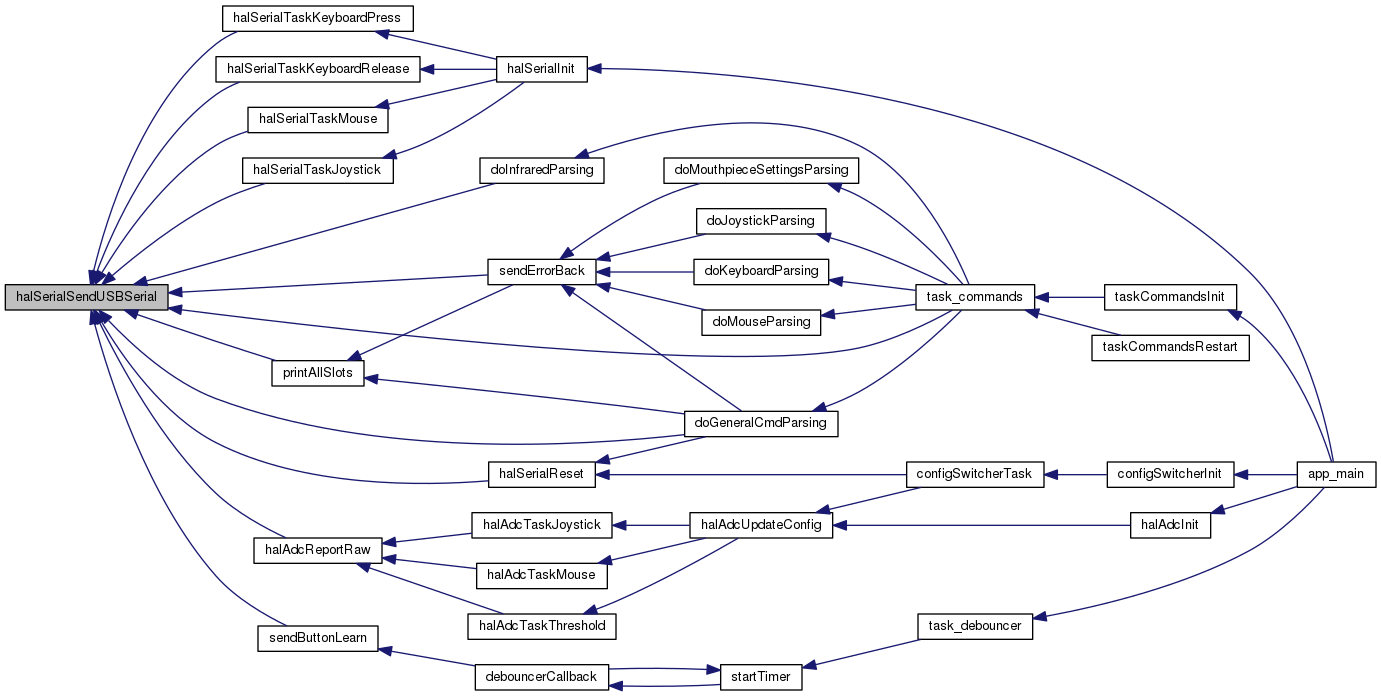 halSerialTaskKeyboardPress
halSerialTaskKeyboardRelease
halSerialInit
halSerialTaskMouse
halSerialTaskJoystick
doInfraredParsing
doMouthpieceSettingsParsing
doJoystickParsing
sendErrorBack
doKeyboardParsing
halSerialSendUSBSerial
task_commands
taskCommandsInit
doMouseParsing
taskCommandsRestart
printAllSlots
doGeneralCmdParsing
halSerialReset
configSwitcherTask
configSwitcherInit
app_main
halAdcTaskJoystick
halAdcUpdateConfig
halAdcInit
halAdcReportRaw
halAdcTaskMouse
halAdcTaskThreshold
task_debouncer
sendButtonLearn
debouncerCallback
startTimer